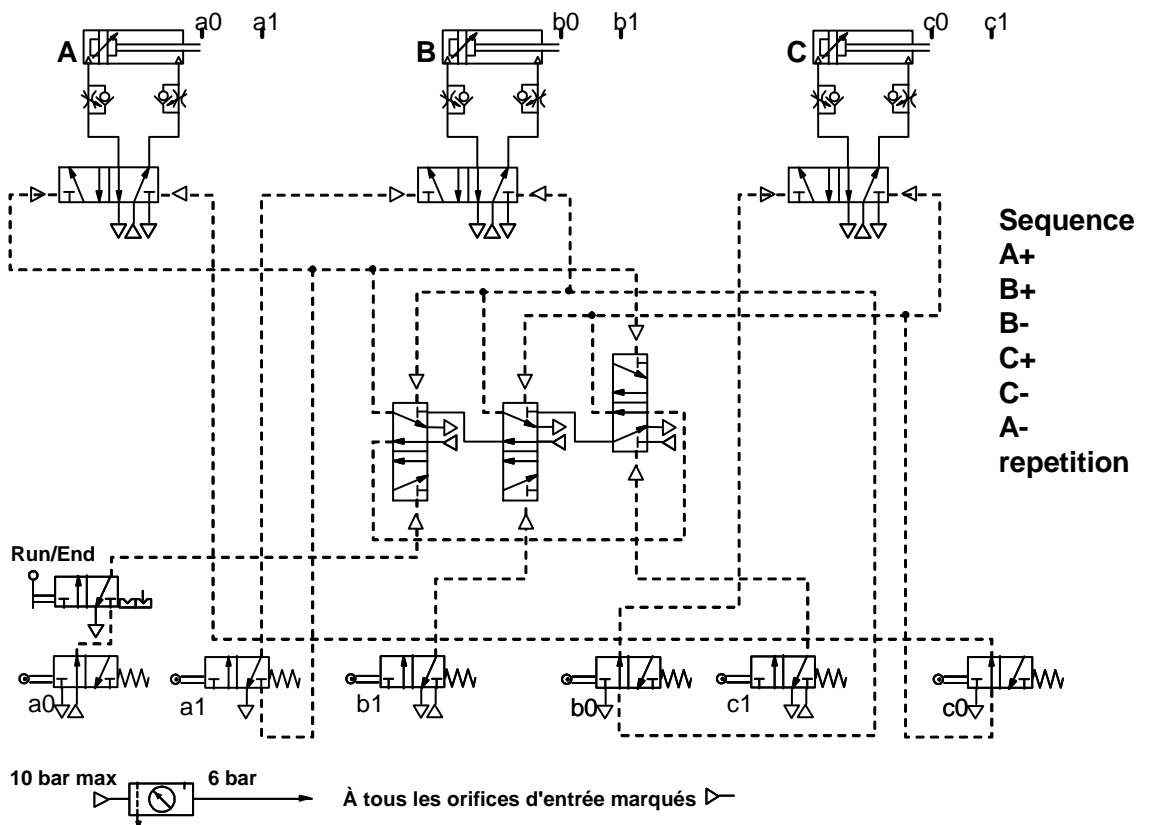 a0 a1 b0 b1 c0 c1
A B C
Sequence
A+
B+
B-
C+
C-
A-
repetition
Run/End
a0 a1 b1 b0 c1 c0
10 bar max 6 bar
À tous les orifices d'entrée marqués